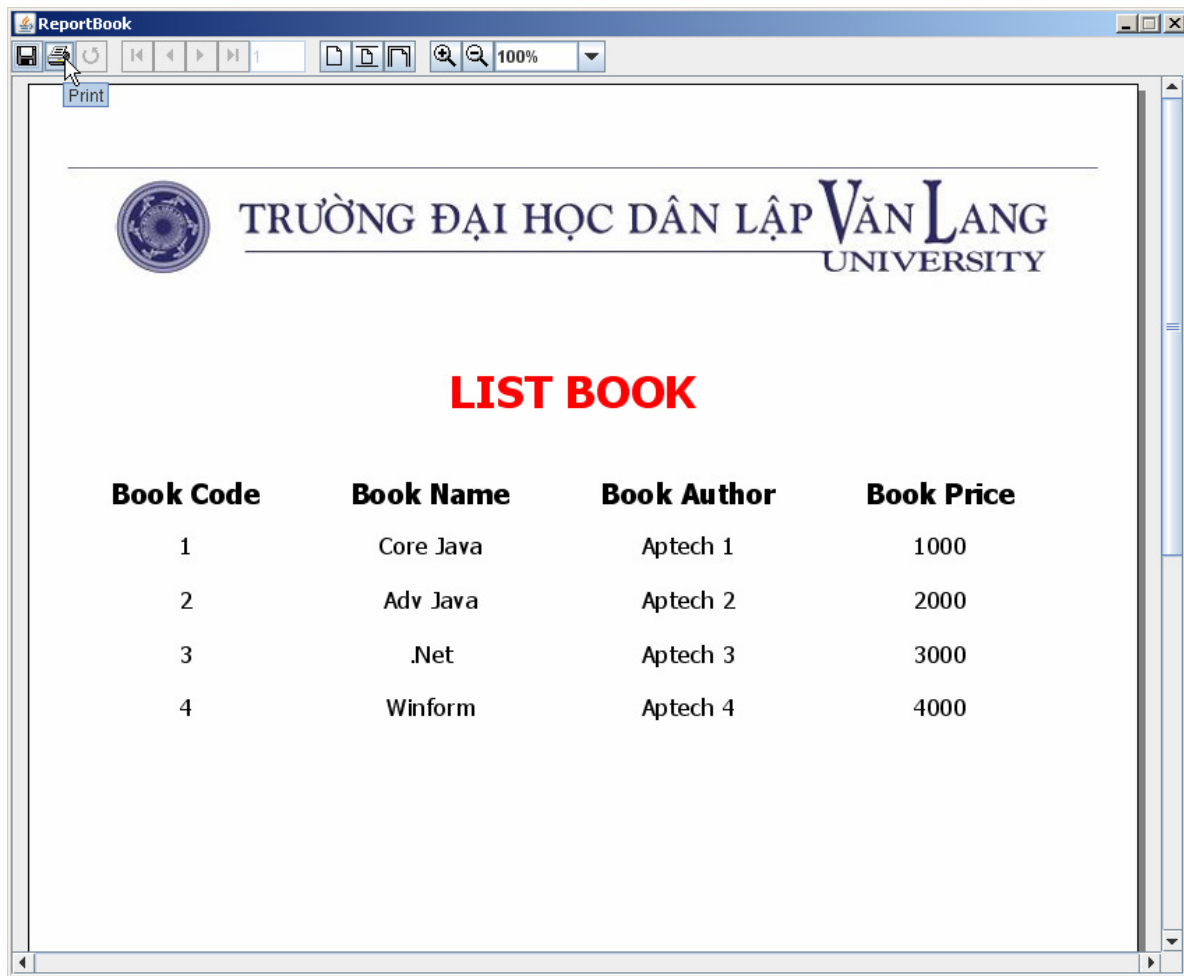 ReportBook
1 100%
Print
TRƯỜNG ĐẠI HỌC DÂN LẬP VĂN LANG
UNIVERSITY
LIST BOOK
Book Code Book Name Book Author Book Price
1 Core Java Aptech 1 1000
2 Adv Java Aptech 2 2000
3 .Net Aptech 3 3000
4 Winform Aptech 4 4000